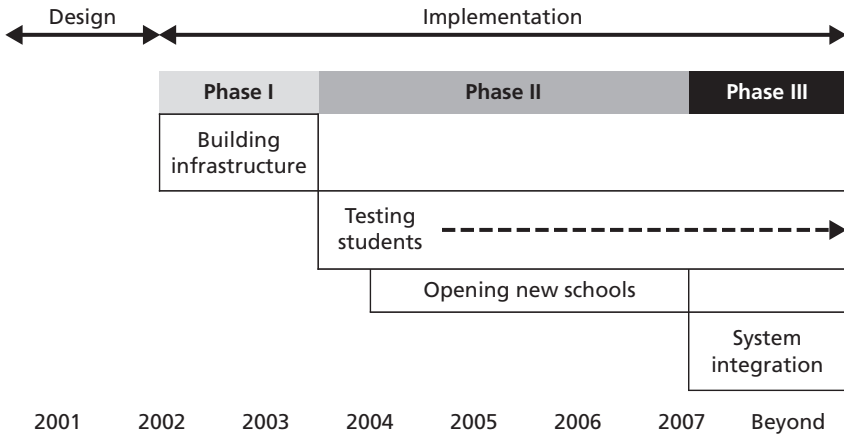 Design Implementation
Phase I Phase II Phase III
Building
infrastructure
Testing
students
Opening new schools
System
integration
2001 2002 2003 2004 2005 2006 2007 Beyond